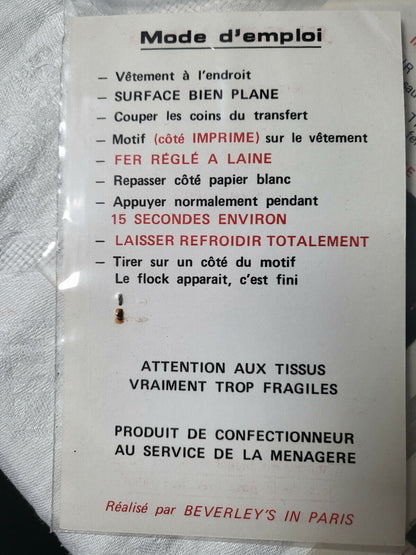 Mode d'emploi
– Vêtement à l'endroit
– SURFACE BIEN PLANE
– Couper les coins du transfert
– Motif (côté IMPRIME) sur le vêtement
– FER RÉGLÉ A LAINE
– Repasser côté papier blanc
– Appuyer normalement pendant
15 SECONDES ENVIRON
– LAISSER REFROIDIR TOTALEMENT
– Tirer sur un côté du motif
Le flock apparait, c'est fini
ATTENTION AUX TISSUS
VRAIMENT TROP FRAGILES
PRODUIT DE CONFECTIONNEUR
AU SERVICE DE LA MENAGERE
Réalisé par BEVERLEY'S IN PARIS